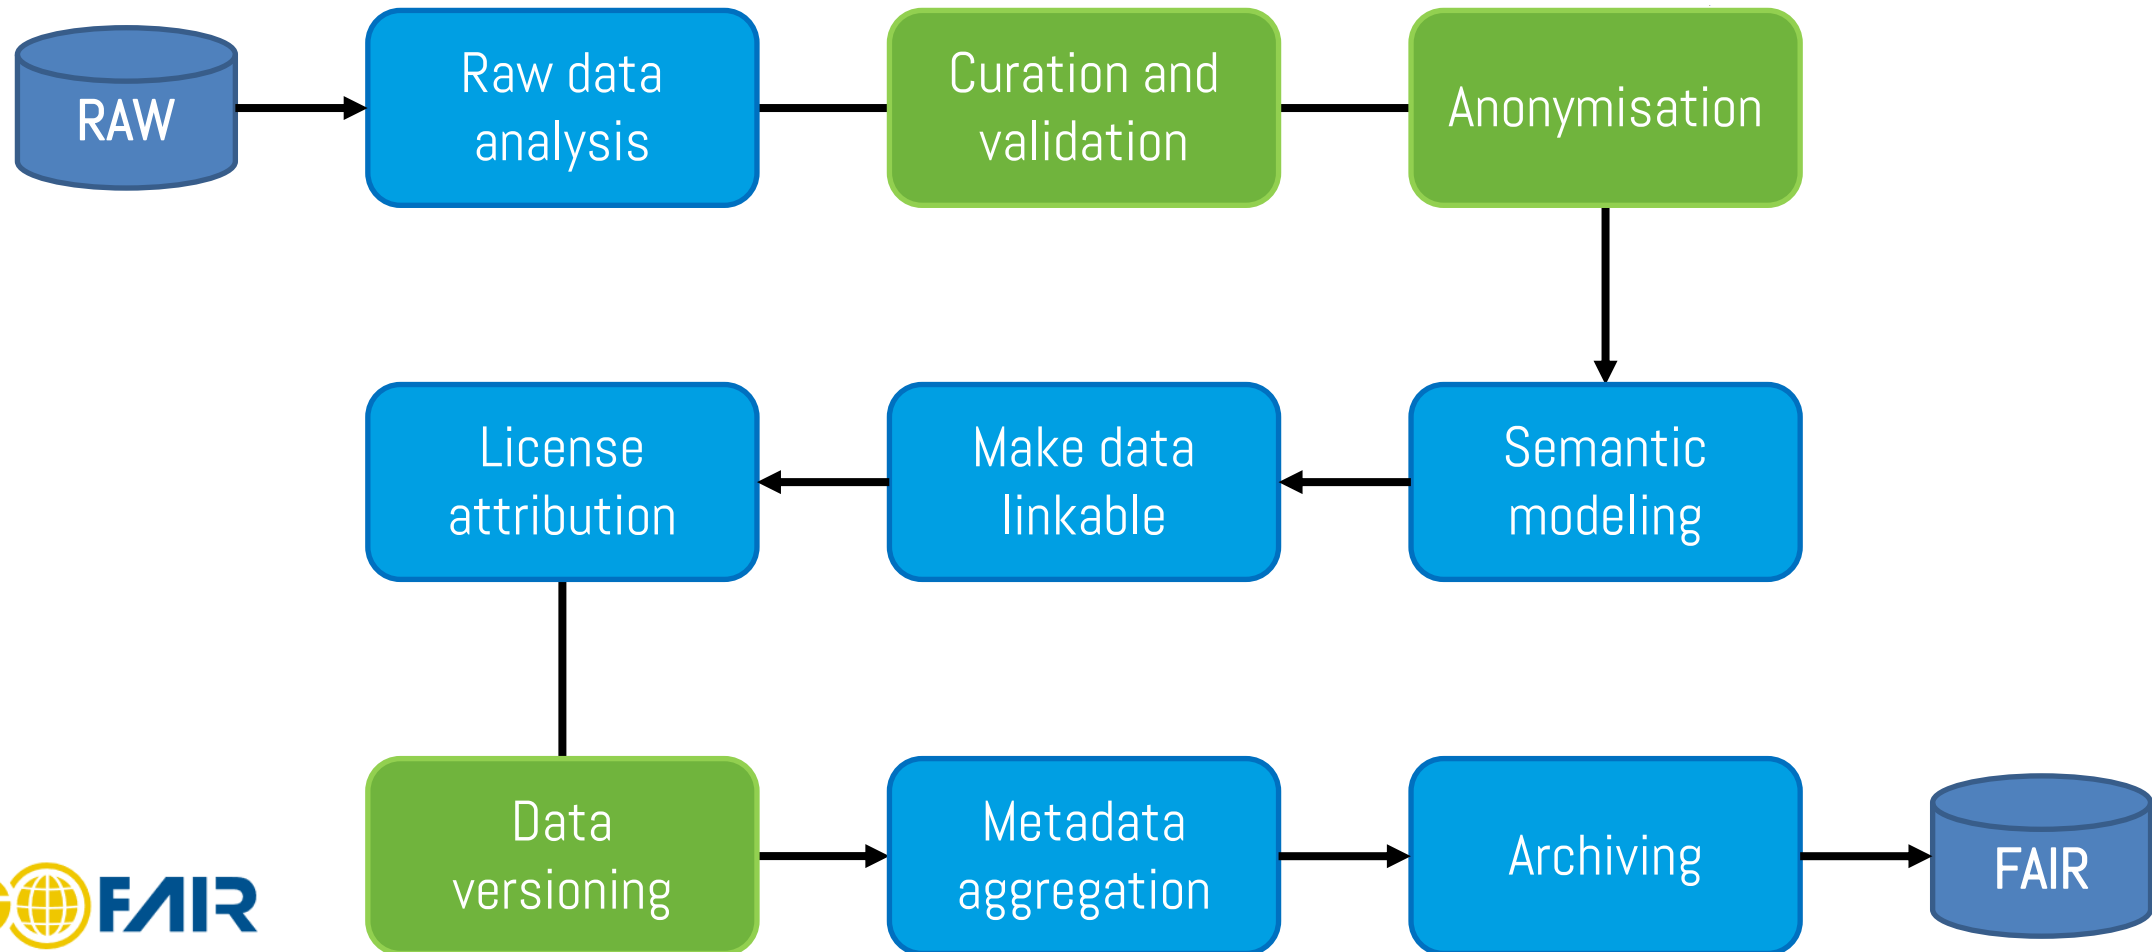 RAW
Raw data
analysis
Curation and
validation
Anonymisation
License
attribution
Make data
linkable
Semantic
modeling
Data
versioning
Metadata
aggregation
Archiving
FAIR
GO FAIR